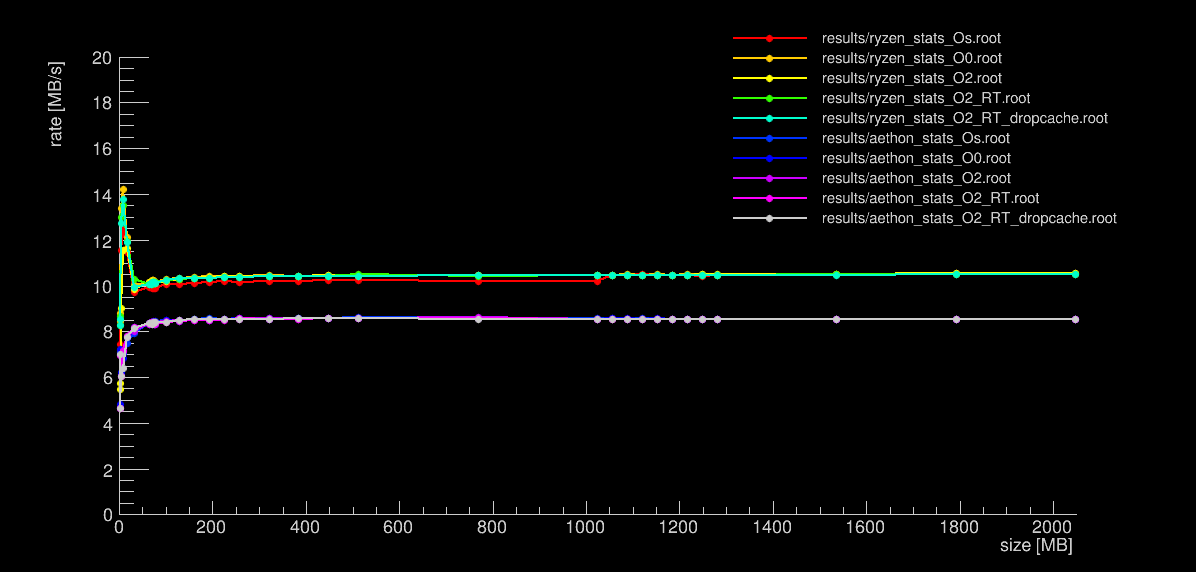 results/ryzen_stats_Os.root
results/ryzen_stats_O0.root
results/ryzen_stats_O2.root
results/ryzen_stats_O2_RT.root
results/ryzen_stats_O2_RT_dropcache.root
results/aethon_stats_Os.root
results/aethon_stats_O0.root
results/aethon_stats_O2.root
results/aethon_stats_O2_RT.root
results/aethon_stats_O2_RT_dropcache.root
rate [MB/s]
20
18
16
14
12
10
8
6
4
2
0
0 200 400 600 800 1000 1200 1400 1600 1800 2000
size [MB]